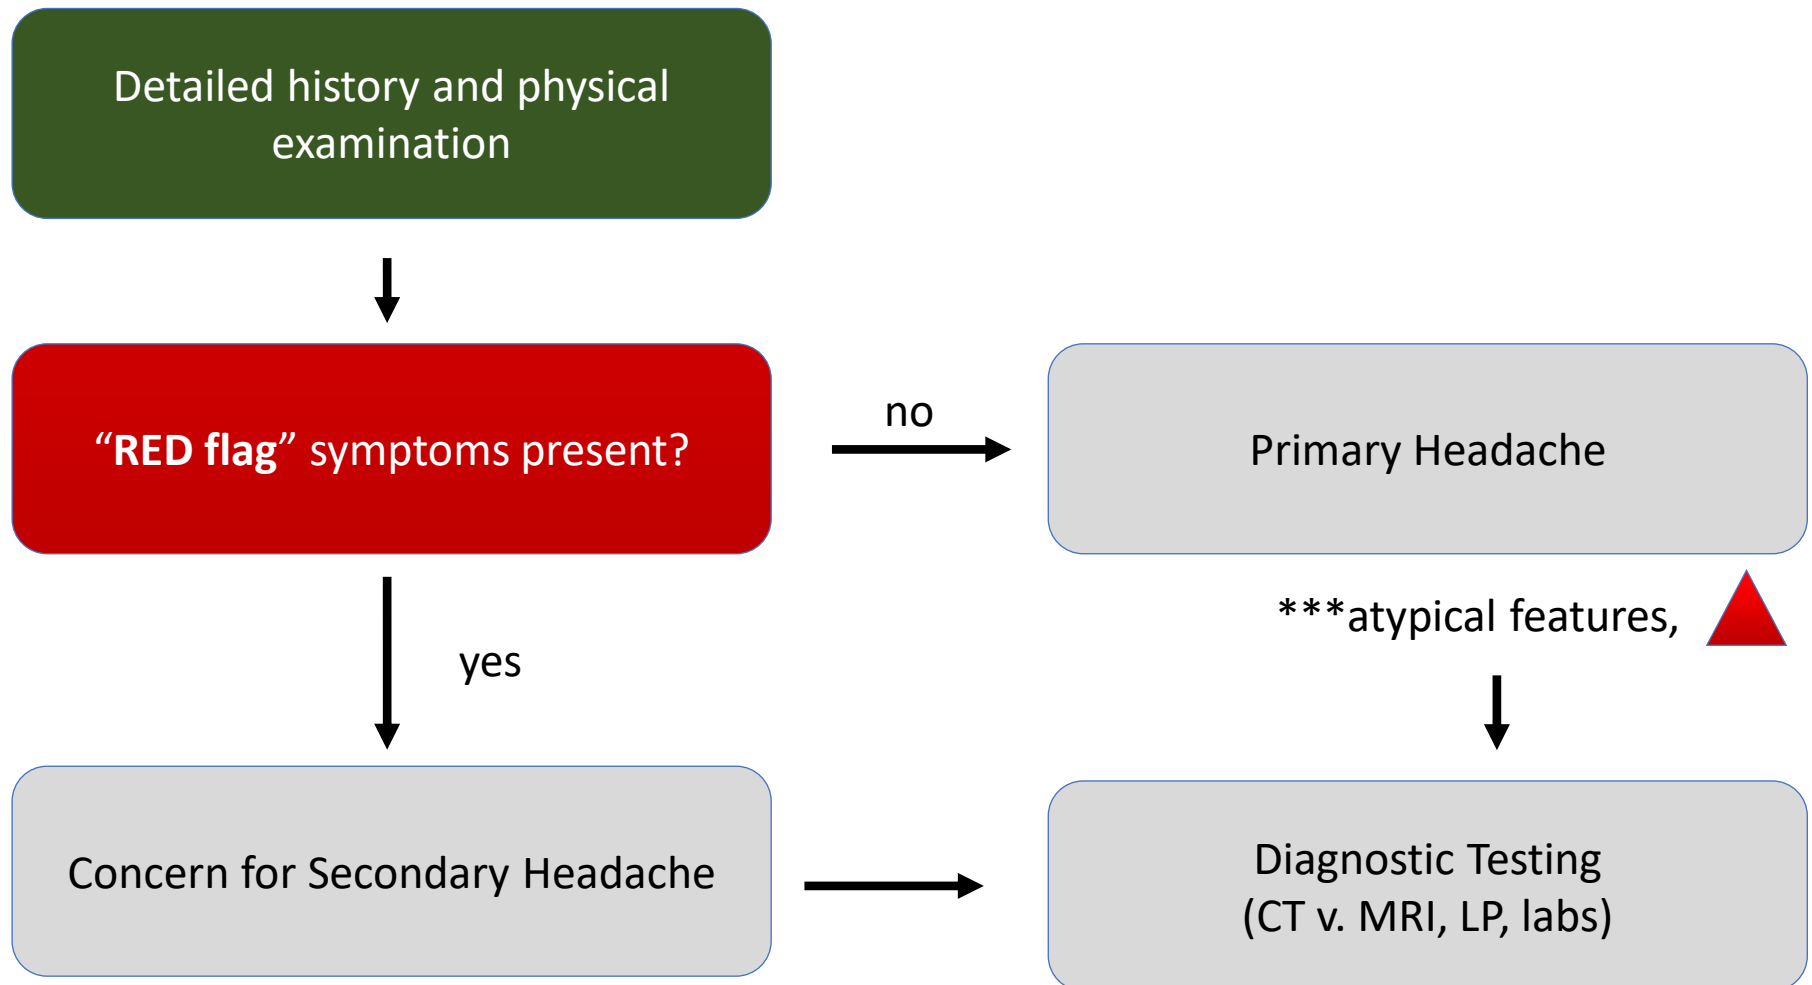 Detailed history and physical
examination
“RED flag” symptoms present?
no
Primary Headache
***atypical features,
yes
Concern for Secondary Headache
Diagnostic Testing
(CT v. MRI, LP, labs)